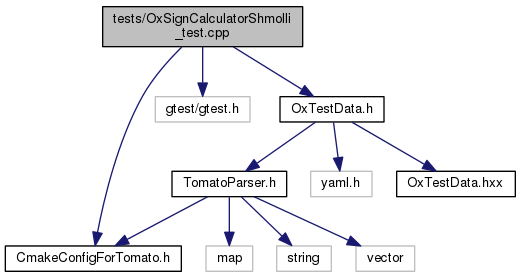 tests/OxSignCalculatorShmolli
_test.cpp
gtest/gtest.h
OxTestData.h
TomatoParser.h
yaml.h
OxTestData.hxx
CmakeConfigForTomato.h
map
string
vector